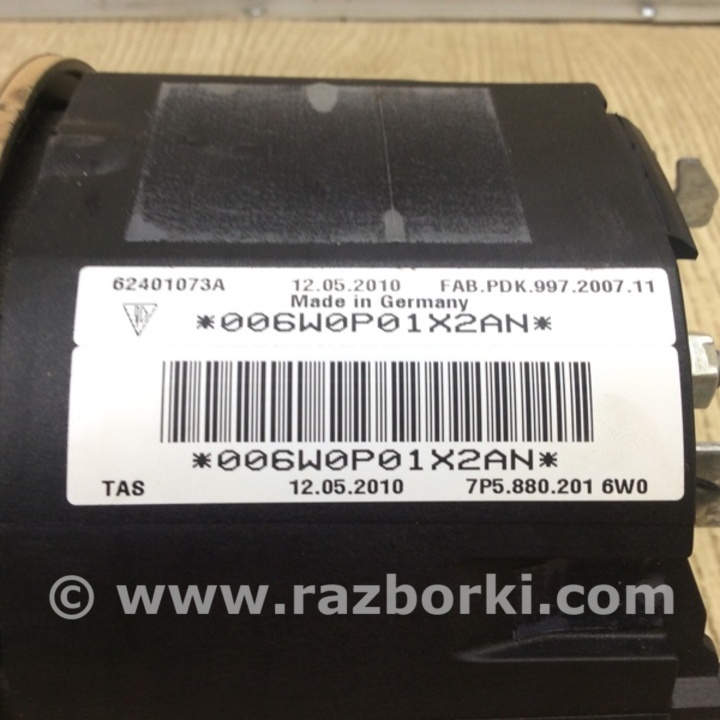 62401073A 12.05.2010 FAB.PDK.997.2007.11
Made in Germany
*006W0P01X2AN*
*006W0P01X2AN*
TAS 12.05.2010 7P5.880.201 6W0
© www.razborki.com